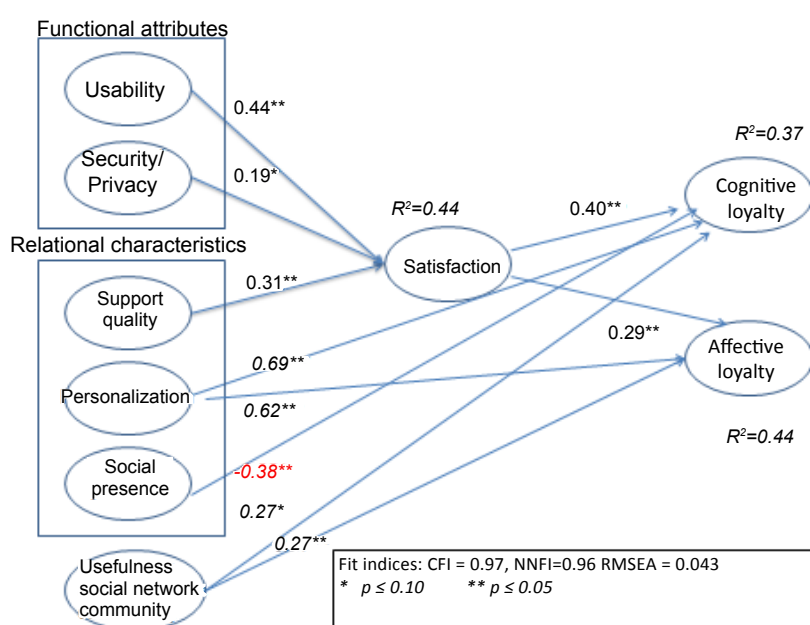 Functional attributes
Usability
0.44**
Security/
Privacy
0.19*
R²=0.37
Cognitive
loyalty
R²=0.44
0.40**
Relational characteristics
Satisfaction
Support
quality
0.31**
0.29**
Affective
loyalty
0.69**
Personalization
0.62**
R²=0.44
Social
presence
-0.38**
0.27*
0.27**
Usefulness
social network
community
Fit indices: CFI = 0.97, NNFI=0.96 RMSEA = 0.043
* p ≤ 0.10 ** p ≤ 0.05